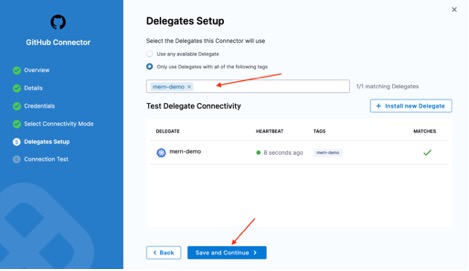 Delegates Setup
GitHub Connector
Select the Delegates this Connector will use
Use any available Delegate
Only use Delegates with all of the following tags
Overview
Details
mern-demo ×
1/1 matching Delegates
Credentials
Test Delegate Connectivity
+ Install new Delegate
Select Connectivity Mode
DELEGATE HEARTBEAT TAGS MATCHES
5 Delegates Setup
mern-demo 8 seconds ago mern-demo
6 Connection Test
< Back
Save and Continue >